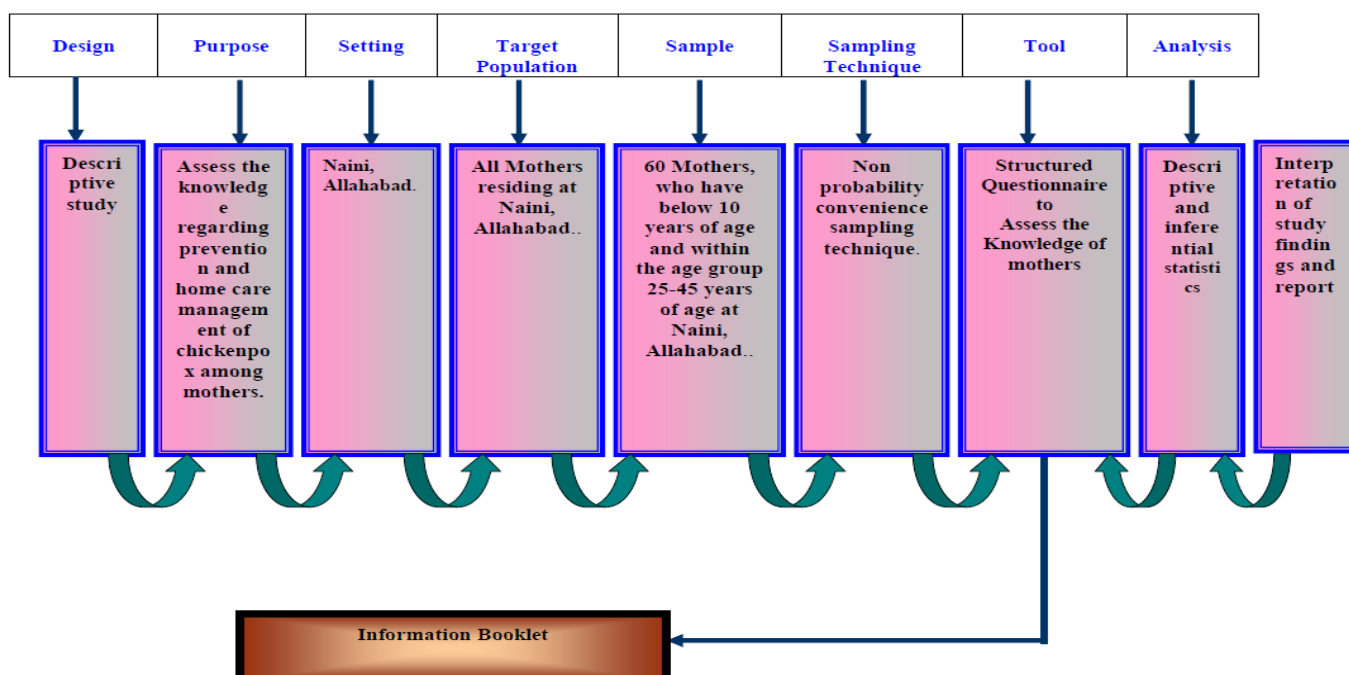 Design
Purpose
Setting
Target
Population
Sample
Sampling
Technique
Tool
Analysis
Descri
ptive
study
Assess the
knowledg
e
regarding
preventio
n and
home care
managem
ent of
chickenpo
x among
mothers.
Naini,
Allahabad.
All Mothers
residing at
Naini,
Allahabad..
60 Mothers,
who have
below 10
years of age
and within
the age group
25-45 years
of age at
Naini,
Allahabad..
Non
probability
convenience
sampling
technique.
Structured
Questionnaire
to
Assess the
Knowledge of
mothers
Descri
ptive
and
infere
ntial
statisti
cs
Interp
retatio
n of
study
findin
gs and
report
Information Booklet